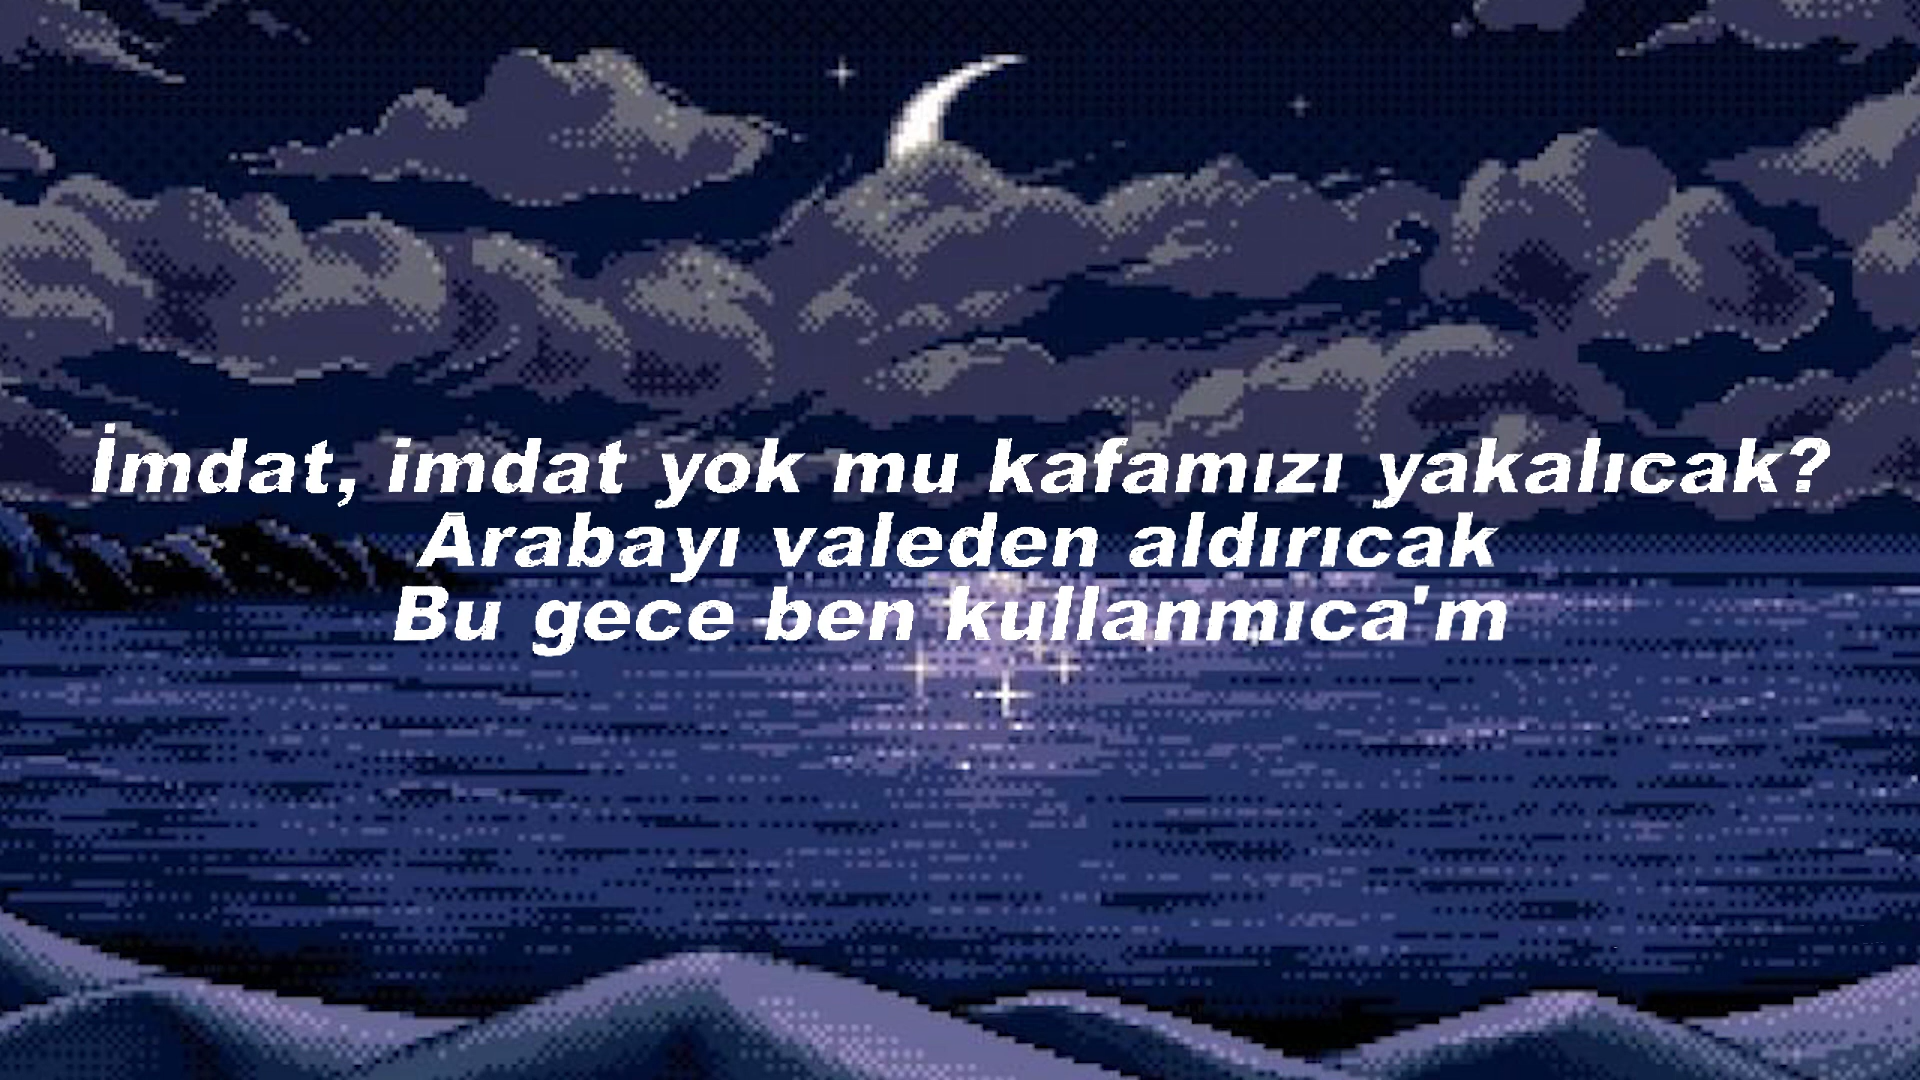 İmdat, imdat yok mu kafamızı yakalıcak?
Arabayı valeden aldırıcak
Bu gece ben kullanmıca'm